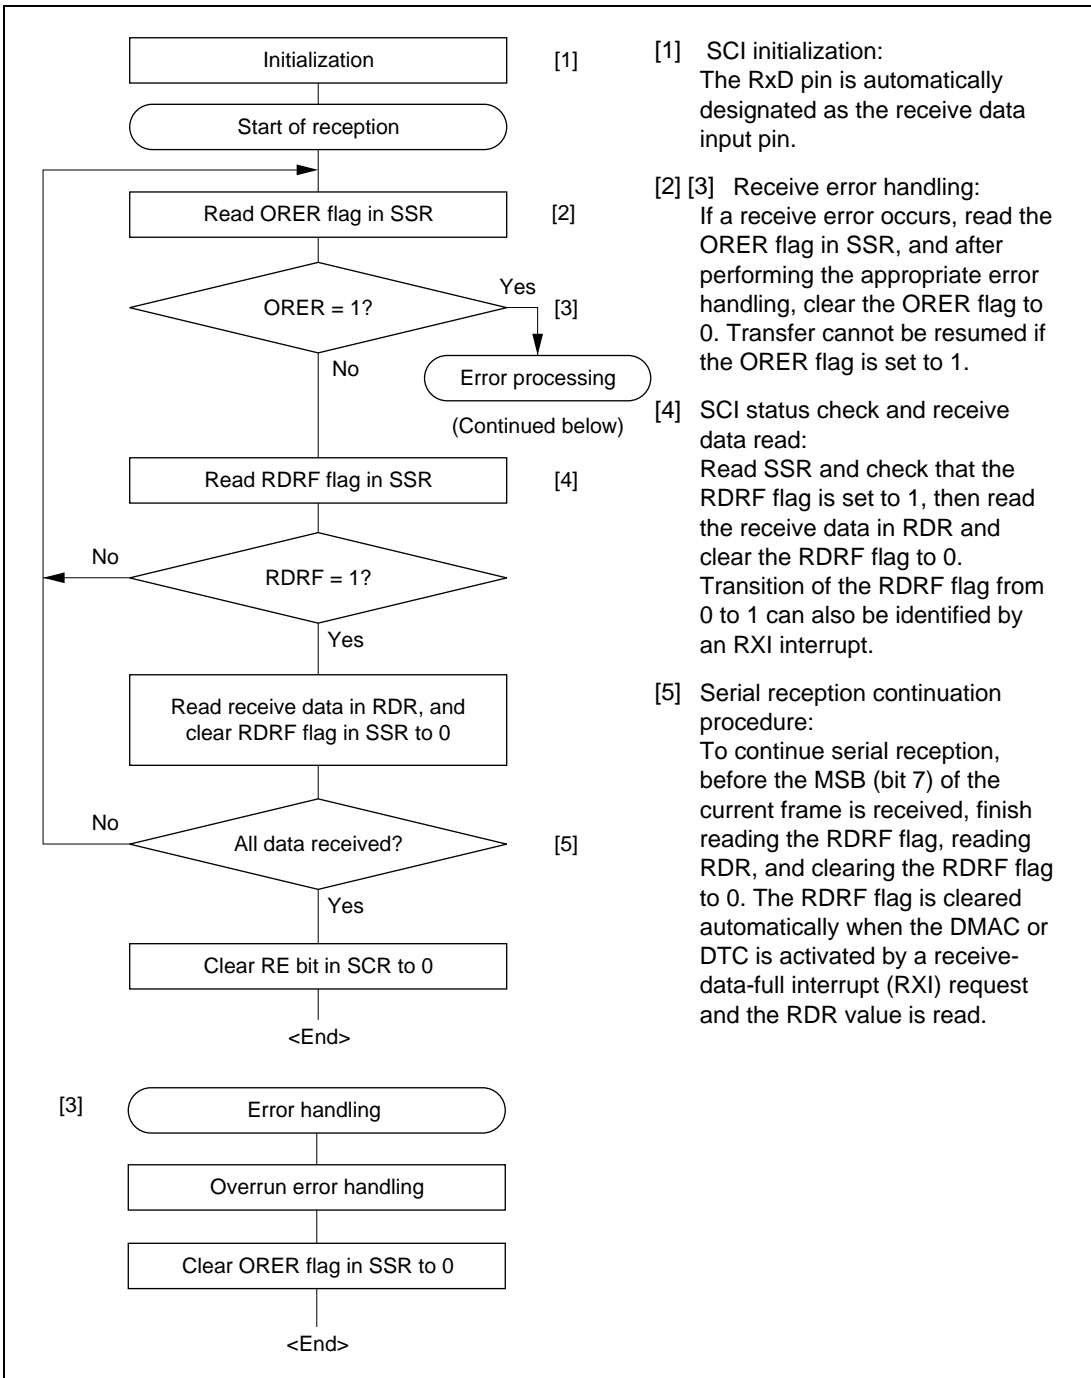 Initialization
[1]
Start of reception
Read ORER flag in SSR
[2]
ORER = 1?
Yes
[3]
No
Error processing
(Continued below)
Read RDRF flag in SSR
[4]
No
RDRF = 1?
Yes
Read receive data in RDR, and
clear RDRF flag in SSR to 0
No
All data received?
[5]
Yes
Clear RE bit in SCR to 0
<End>
[3]
Error handling
Overrun error handling
Clear ORER flag in SSR to 0
<End>
[1] SCI initialization:
The RxD pin is automatically
designated as the receive data
input pin.
[2] [3] Receive error handling:
If a receive error occurs, read the
ORER flag in SSR, and after
performing the appropriate error
handling, clear the ORER flag to
0. Transfer cannot be resumed if
the ORER flag is set to 1.
[4] SCI status check and receive
data read:
Read SSR and check that the
RDRF flag is set to 1, then read
the receive data in RDR and
clear the RDRF flag to 0.
Transition of the RDRF flag from
0 to 1 can also be identified by
an RXI interrupt.
[5] Serial reception continuation
procedure:
To continue serial reception,
before the MSB (bit 7) of the
current frame is received, finish
reading the RDRF flag, reading
RDR, and clearing the RDRF flag
to 0. The RDRF flag is cleared
automatically when the DMAC or
DTC is activated by a receive-
data-full interrupt (RXI) request
and the RDR value is read.